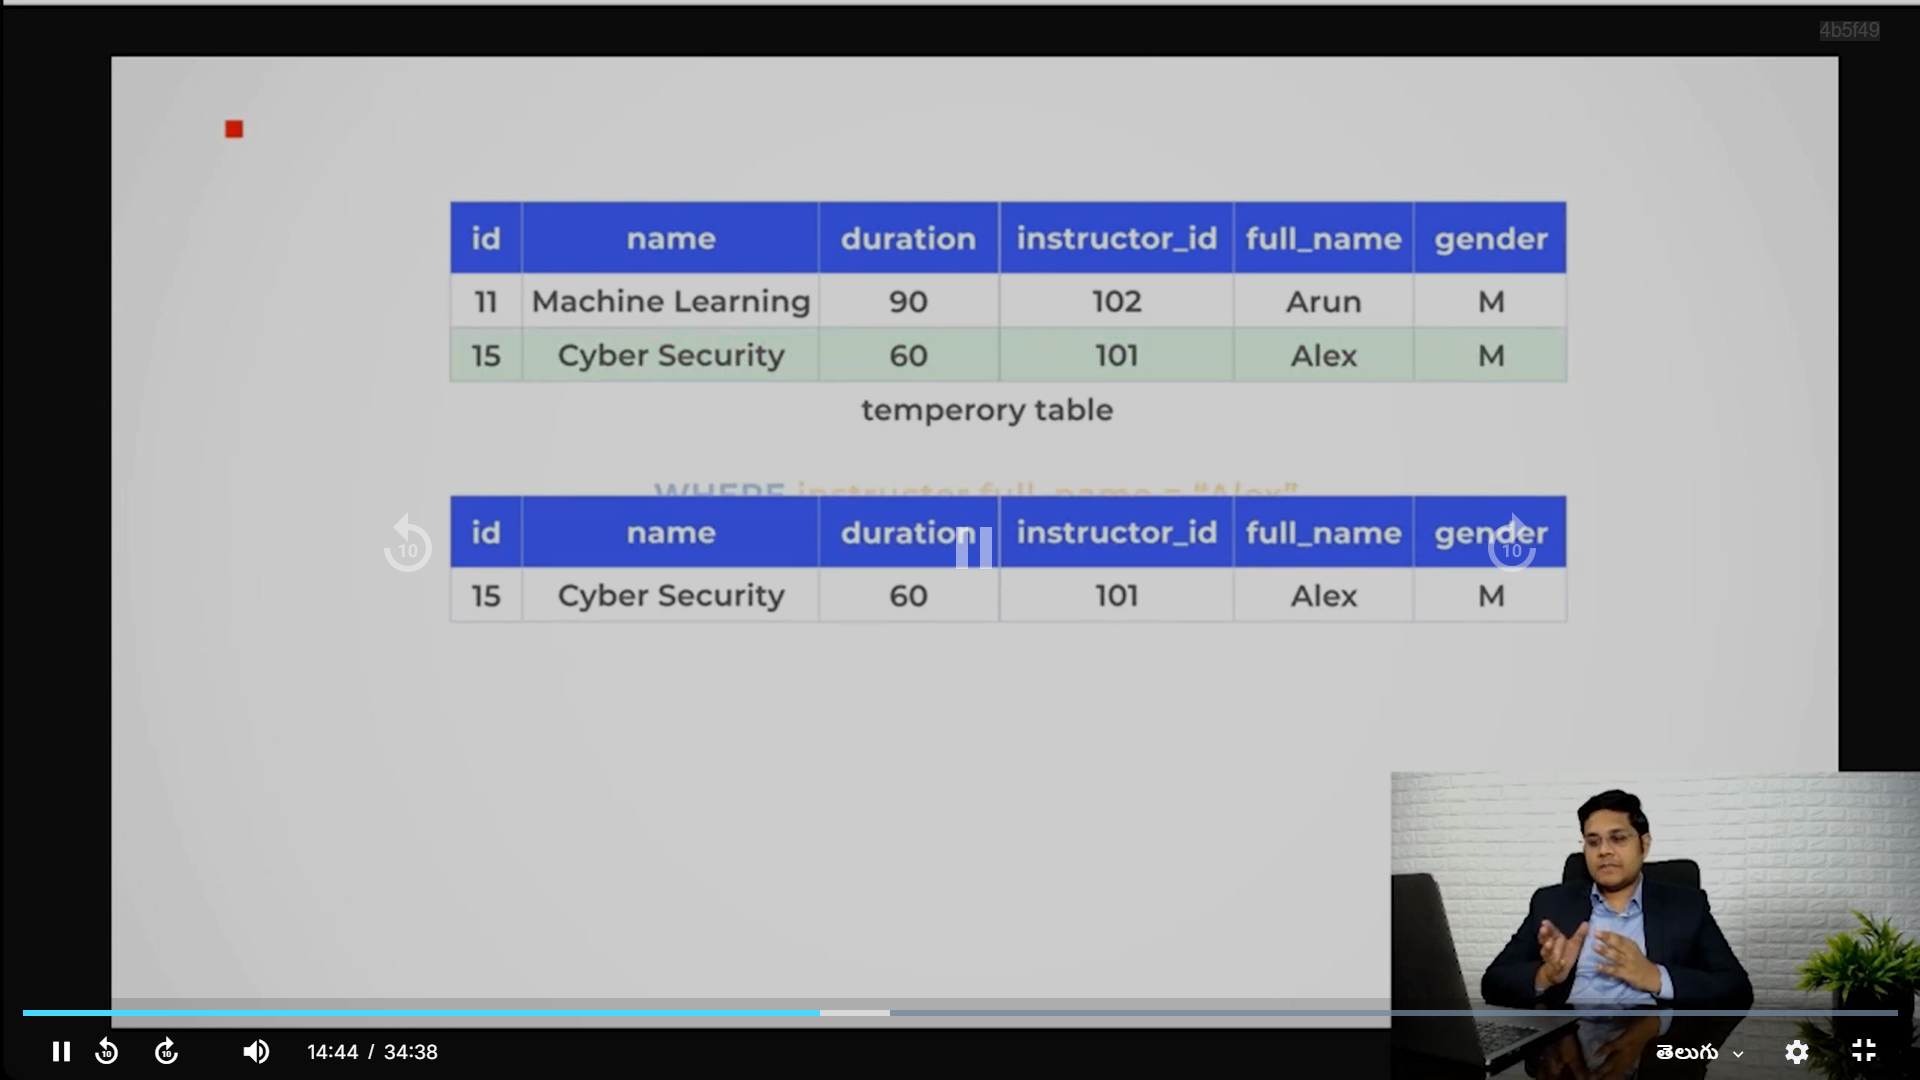 4b5f49
id name duration instructor_id full_name gender
11 Machine Learning 90 102 Arun M
15 Cyber Security 60 101 Alex M
temperory table
WHERE instructor.full_name = “Alex”
id name duration instructor_id full_name gender
15 Cyber Security 60 101 Alex M
10 10
10 10 14:44 / 34:38 తెలుగు